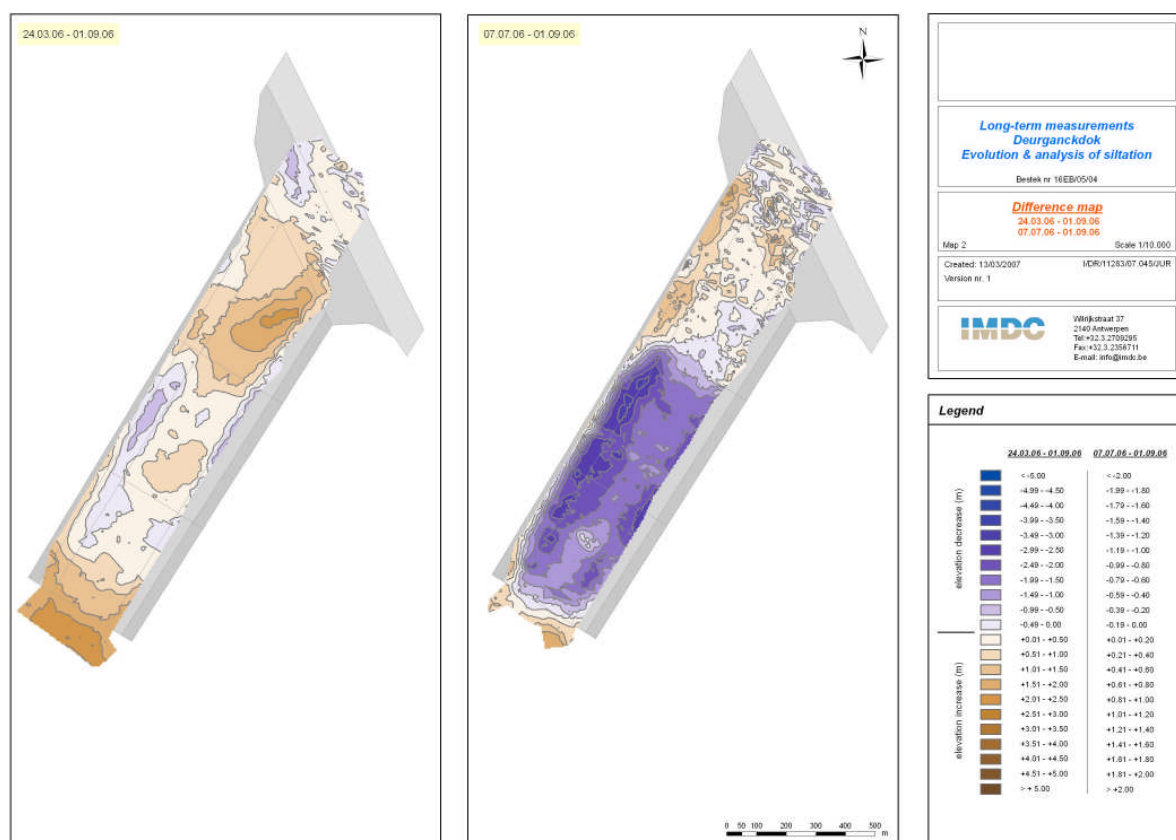 24.03.06 - 01.09.06
07.07.06 - 01.09.06
N
0 50 100 200 300 400 500 m
Long-term measurements
Deurganckdok
Evolution & analysis of siltation
Bestek nr 16EB/05/04
Difference map
24.03.06 - 01.09.06
07.07.06 - 01.09.06
Map 2 Scale 1/10.000
Created: 13/03/2007 I/DR/11283/07.045/JUR
Version nr. 1
IMDC
Wilrijkstraat 37
2140 Antwerpen
Tel:+32.3.2709295
Fax:+32.3.2356711
E-mail: info@imdc.be
Legend
24.03.06 - 01.09.06 07.07.06 - 01.09.06
elevation decrease (m)
< -5.00 < -2.00
-4.99 - -4.50 -1.99 - -1.80
-4.49 - -4.00 -1.79 - -1.60
-3.99 - -3.50 -1.59 - -1.40
-3.49 - -3.00 -1.39 - -1.20
-2.99 - -2.50 -1.19 - -1.00
-2.49 - -2.00 -0.99 - -0.80
-1.99 - -1.50 -0.79 - -0.60
-1.49 - -1.00 -0.59 - -0.40
-0.99 - -0.50 -0.39 - -0.20
-0.49 - 0.00 -0.19 - 0.00
elevation increase (m)
+0.01 - +0.50 +0.01 - +0.20
+0.51 - +1.00 +0.21 - +0.40
+1.01 - +1.50 +0.41 - +0.60
+1.51 - +2.00 +0.61 - +0.80
+2.01 - +2.50 +0.81 - +1.00
+2.51 - +3.00 +1.01 - +1.20
+3.01 - +3.50 +1.21 - +1.40
+3.51 - +4.00 +1.41 - +1.60
+4.01 - +4.50 +1.61 - +1.80
+4.51 - +5.00 +1.81 - +2.00
> + 5.00 > +2.00